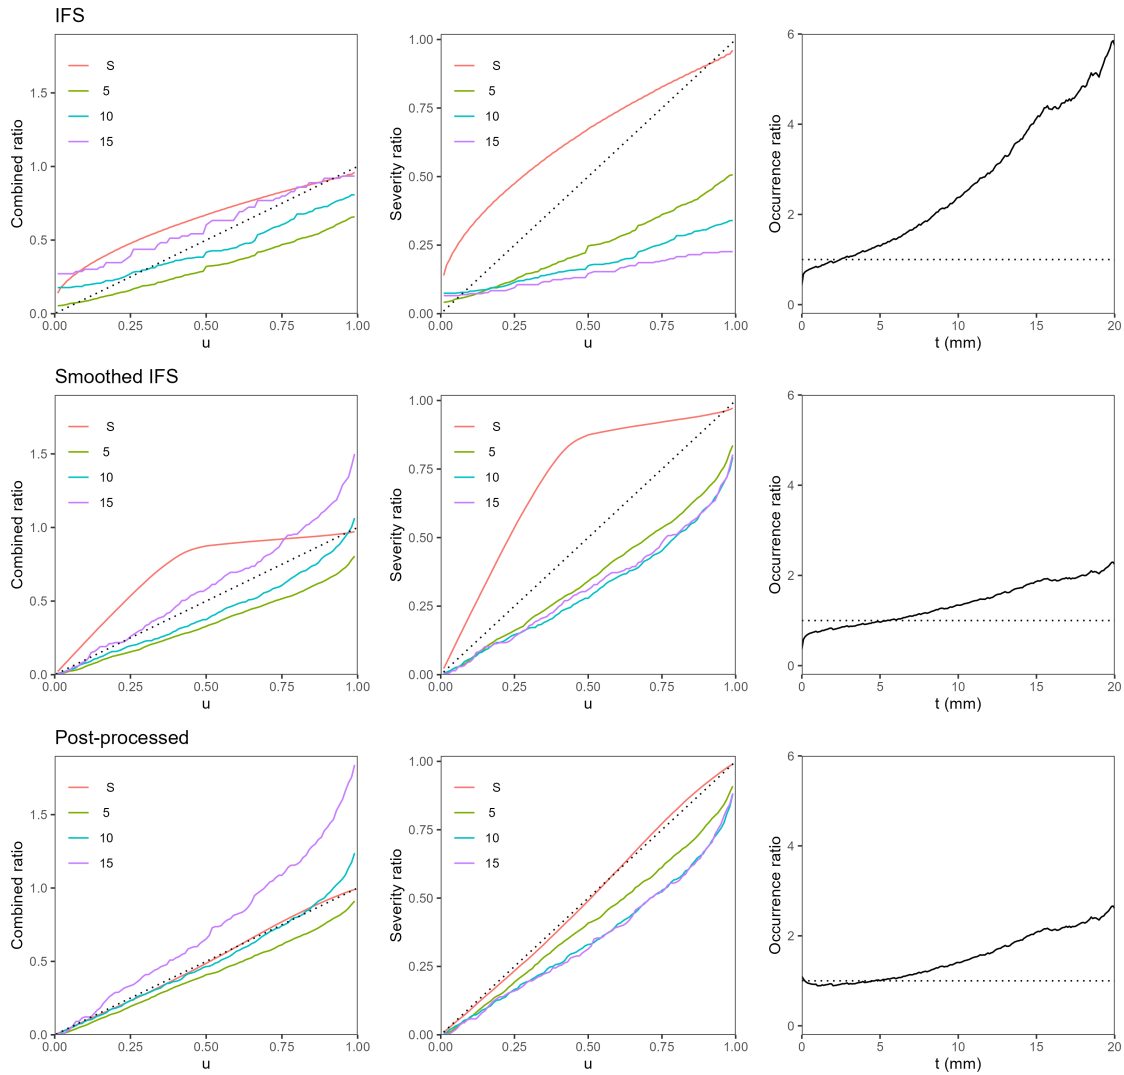 IFS
Combined ratio
0.0
0.5
1.0
1.5
S
5
10
15
0.00 0.25 0.50 0.75 1.00
u
Severity ratio
0.00
0.25
0.50
0.75
1.00
S
5
10
15
0.00 0.25 0.50 0.75 1.00
u
Occurrence ratio
0
2
4
6
0 5 10 15 20
t (mm)
Smoothed IFS
Combined ratio
0.0
0.5
1.0
1.5
S
5
10
15
0.00 0.25 0.50 0.75 1.00
u
Severity ratio
0.00
0.25
0.50
0.75
1.00
S
5
10
15
0.00 0.25 0.50 0.75 1.00
u
Occurrence ratio
0
2
4
6
0 5 10 15 20
t (mm)
Post-processed
Combined ratio
0.0
0.5
1.0
1.5
S
5
10
15
0.00 0.25 0.50 0.75 1.00
u
Severity ratio
0.00
0.25
0.50
0.75
1.00
S
5
10
15
0.00 0.25 0.50 0.75 1.00
u
Occurrence ratio
0
2
4
6
0 5 10 15 20
t (mm)